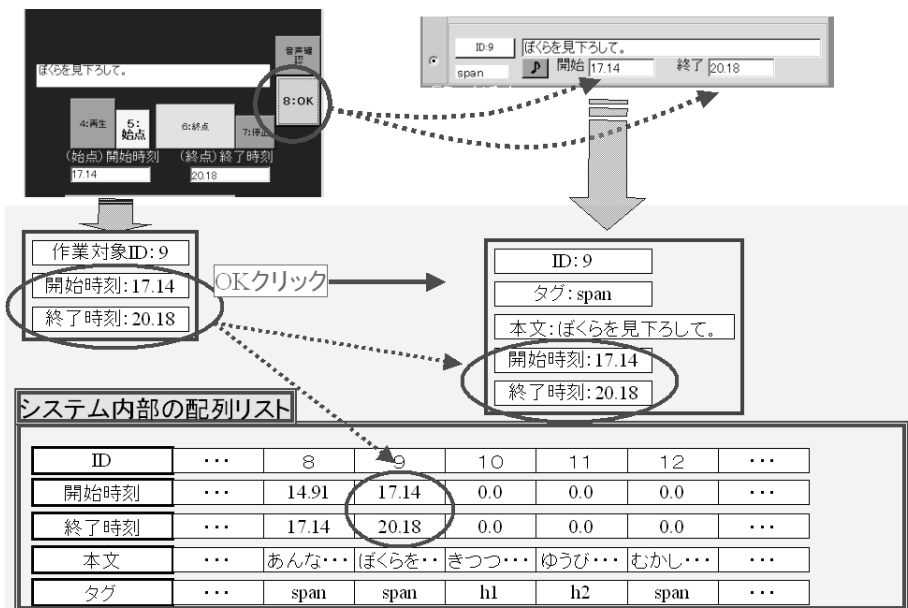 音声確認
ぼくらを見下ろして。
8:OK
4:再生
5:始点
6:終点
7:停止
(始点)開始時刻
(終点)終了時刻
17.14
20.18
ID:9
ぼくらを見下ろして。
span
開始
17.14
終了
20.18
作業対象ID:9
開始時刻:17.14
終了時刻:20.18
OKクリック
ID:9
タグ:span
本文:ぼくらを見下ろして。
開始時刻:17.14
終了時刻:20.18
システム内部の配列リスト
ID ・・・ 8 9 10 11 12 ・・・
開始時刻 ・・・ 14.91 17.14 0.0 0.0 0.0 ・・・
終了時刻 ・・・ 17.14 20.18 0.0 0.0 0.0 ・・・
本文 ・・・ あんな・・・ ぼくらを・・ きつつ・・・ ゆうび・・・ むかし・・・ ・・・
タグ ・・・ span span h1 h2 span ・・・